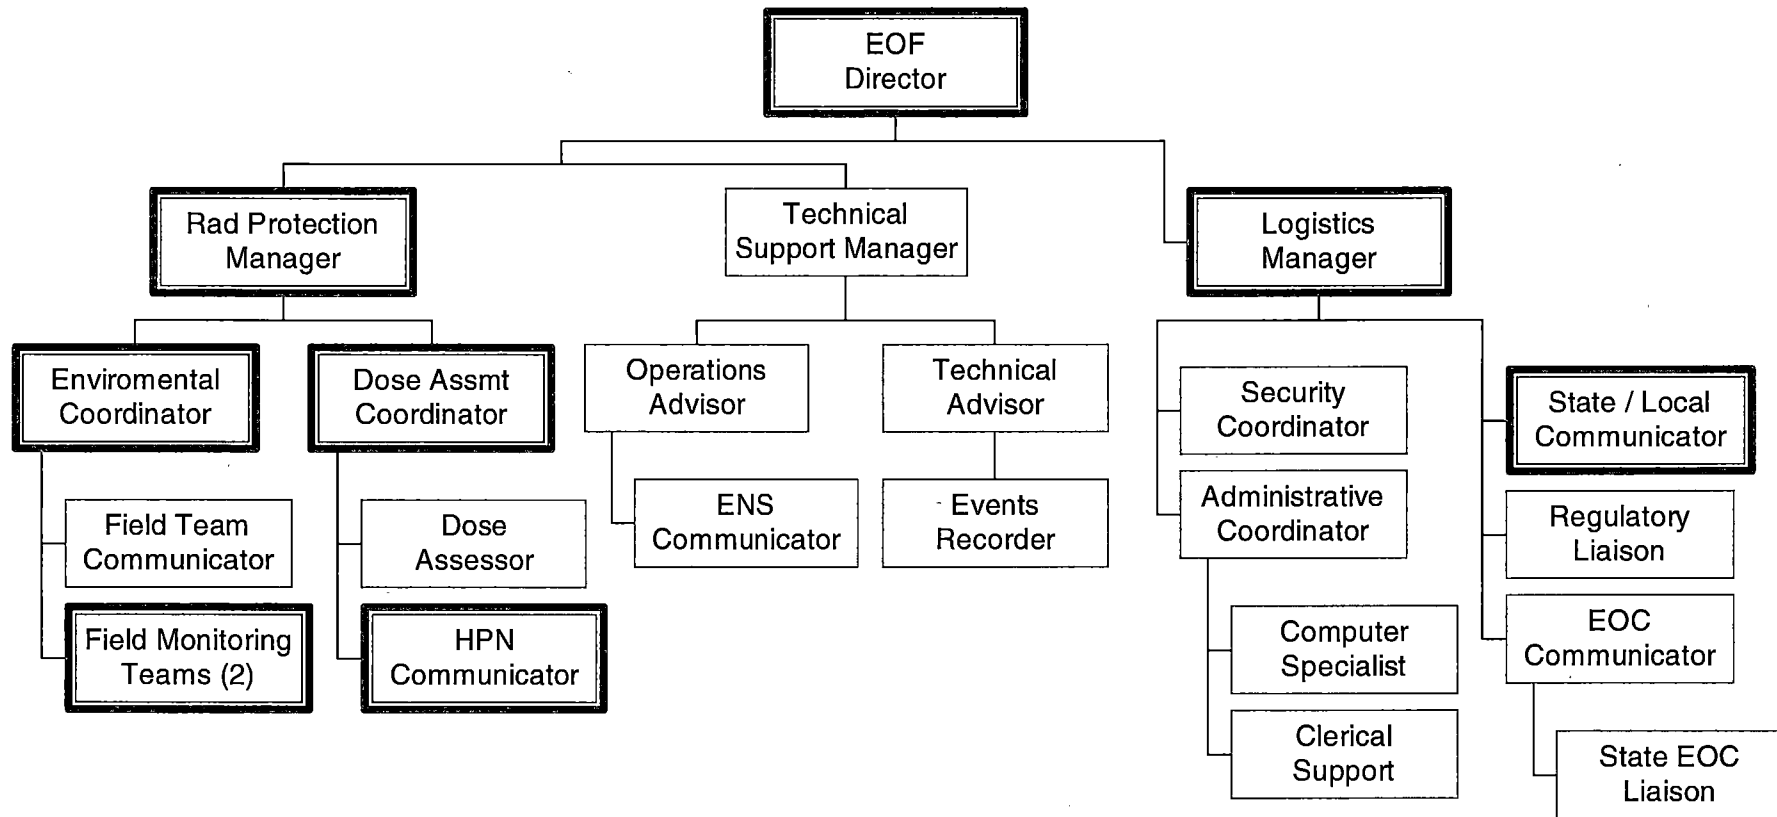 EOF
Director
Rad Protection
Manager
Technical
Support Manager
Logistics
Manager
Enviromental
Coordinator
Dose Assmt
Coordinator
Operations
Advisor
Technical
Advisor
Security
Coordinator
State / Local
Communicator
Field Team
Communicator
Dose
Assessor
ENS
Communicator
Events
Recorder
Administrative
Coordinator
Regulatory
Liaison
Field Monitoring
Teams (2)
HPN
Communicator
Computer
Specialist
EOC
Communicator
Clerical
Support
State EOC
Liaison